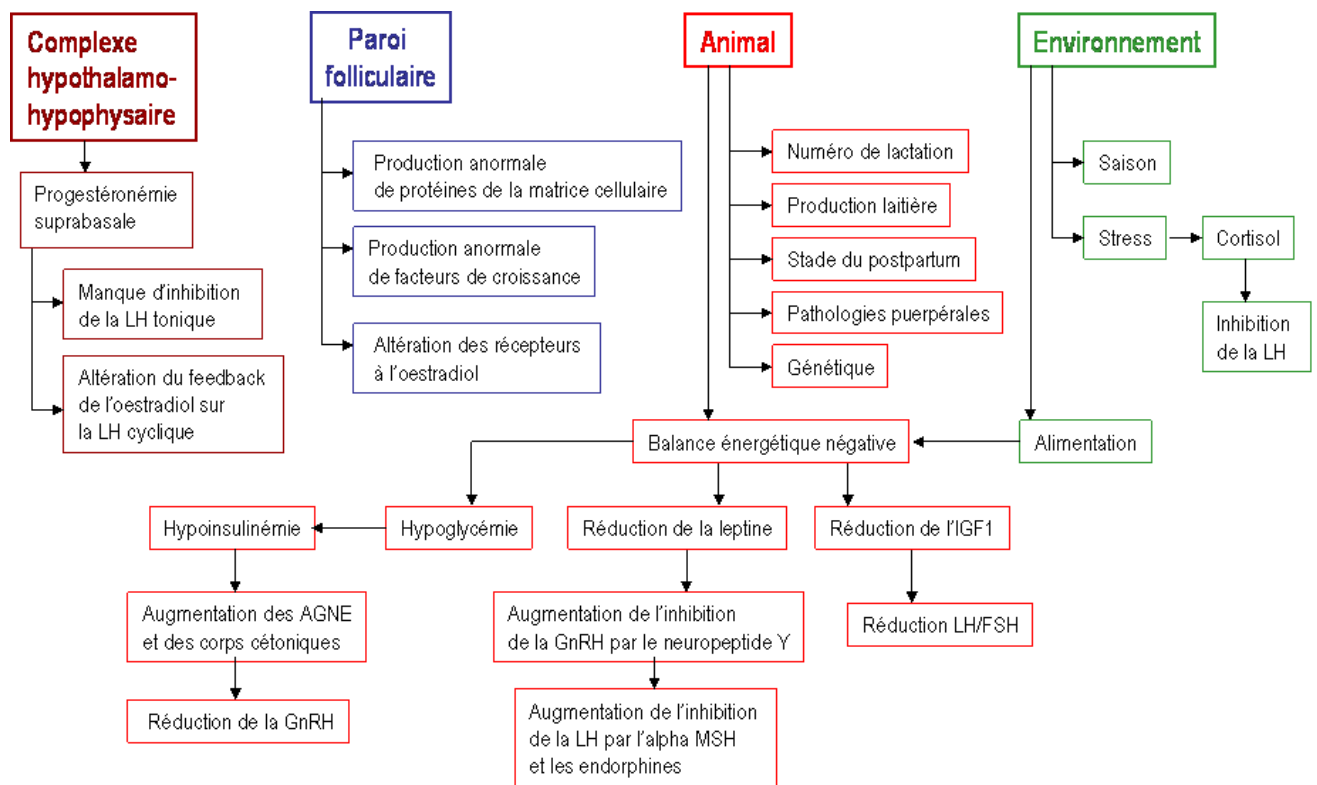 Complexe
hypothalamo-
hypophysaire
Paroi
folliculaire
Animal
Environnement
Progestéronémie
suprabasale
Manque d'inhibition
de la LH tonique
Altération du feedback
de l'oestradiol sur
la LH cyclique
Production anormale
de protéines de la matrice cellulaire
Production anormale
de facteurs de croissance
Altération des récepteurs
à l'oestradiol
Numéro de lactation
Production laitière
Stade du postpartum
Pathologies puerpérales
Génétique
Saison
Stress
Cortisol
Inhibition
de la LH
Balance énergétique négative
Alimentation
Hypoinsulinémie
Hypoglycémie
Réduction de la leptine
Réduction de l'IGF1
Augmentation des AGNE
et des corps cétoniques
Augmentation de l'inhibition
de la GnRH par le neuropeptide Y
Réduction LH/FSH
Réduction de la GnRH
Augmentation de l'inhibition
de la LH par l'alpha MSH
et les endorphines